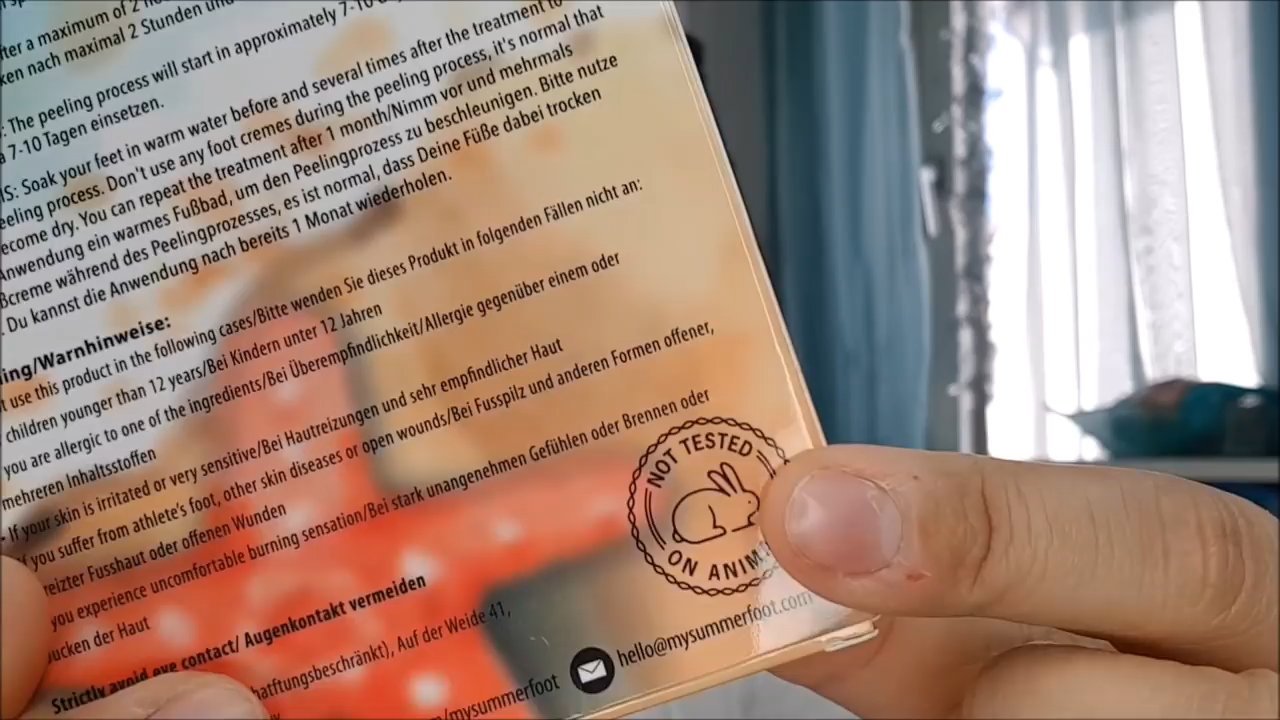 fter a maximum of 2
ken nach maximal 2 Stunden und
: The peeling process will start in approximately 7-10
a 7-10 Tagen einsetzen.
IS: Soak your feet in warm water before and several times after the treatment to
eeling process. Don't use any foot cremes during the peeling process, it's normal that
ecome dry. You can repeat the treatment after 1 month/Nimm vor und mehrmals
Anwendung ein warmes Fußbad, um den Peelingprozess zu beschleunigen. Bitte nutze
ßcreme während des Peelingprozesses, es ist normal, dass Deine Füße dabei trocken
. Du kannst die Anwendung nach bereits 1 Monat wiederholen.
ing/Warnhinweise:
t use this product in the following cases/Bitte wenden Sie dieses Produkt in folgenden Fällen nicht an:
children younger than 12 years/Bei Kindern unter 12 Jahren
you are allergic to one of the ingredients/Bei Überempfindlichkeit/Allergie gegenüber einem oder
mehreren Inhaltsstoffen
- If your skin is irritated or very sensitive/Bei Hautreizungen und sehr empfindlicher Haut
f you suffer from athlete's foot, other skin diseases or open wounds/Bei Fusspilz und anderen Formen offener,
reizter Fusshaut oder offenen Wunden
you experience uncomfortable burning sensation/Bei stark unangenehmen Gefühlen oder Brennen oder
ucken der Haut
Strictly avoid eye contact/ Augenkontakt vermeiden
NOT TESTED
ON ANIM
haftungsbeschränkt), Auf der Weide 41,
m/mysummerfoot
hello@mysummerfoot.com